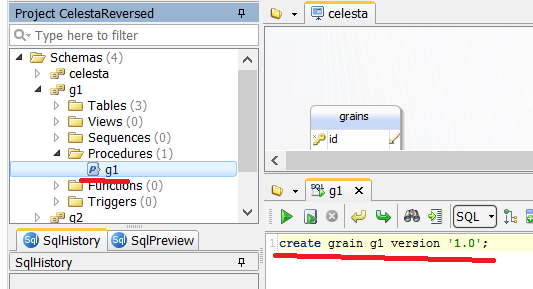 Project CelestaReversed
Type here to filter
Schemas (4)
celesta
g1
Tables (3)
Views (0)
Sequences (0)
Procedures (1)
g1
Functions (0)
Triggers (0)
g2
SqlHistory
SqlPreview
SqlHistory
celesta
grains
id
g1
SQL
1 create grain g1 version '1.0';